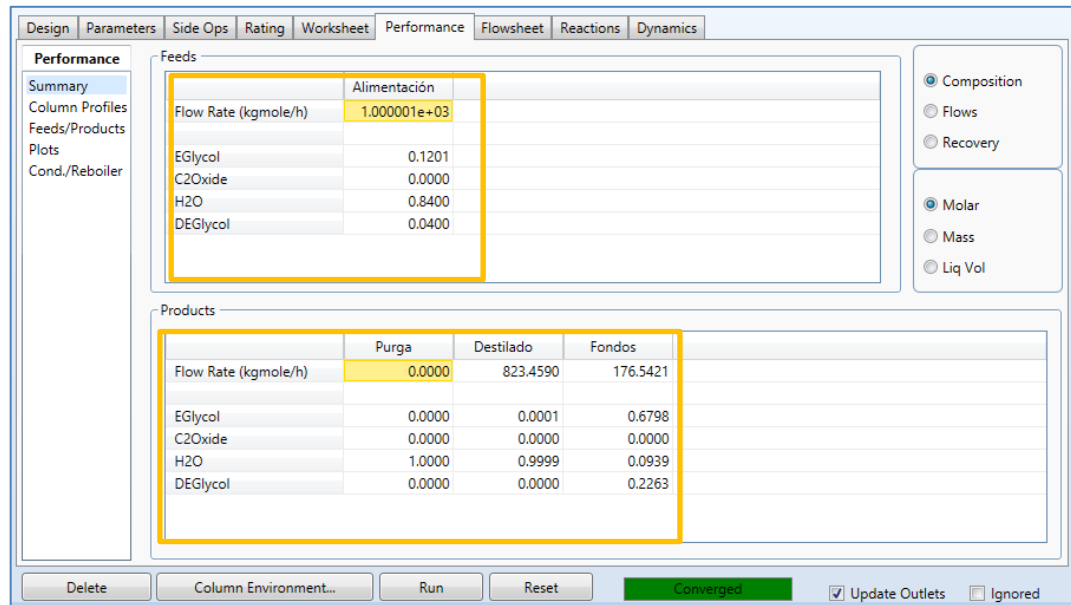 Design Parameters Side Ops Rating Worksheet Performance Flowsheet Reactions Dynamics
Performance
Summary
Column Profiles
Feeds/Products
Plots
Cond./Reboiler
Feeds
Alimentación
Flow Rate (kgmole/h) 1.000001e+03
EGlycol 0.1201
C2Oxide 0.0000
H2O 0.8400
DEGlycol 0.0400
Composition
Flows
Recovery
Molar
Mass
Liq Vol
Products
Purga Destilado Fondos
Flow Rate (kgmole/h) 0.0000 823.4590 176.5421
EGlycol 0.0000 0.0001 0.6798
C2Oxide 0.0000 0.0000 0.0000
H2O 1.0000 0.9999 0.0939
DEGlycol 0.0000 0.0000 0.2263
Delete Column Environment... Run Reset Converged Update Outlets Ignored